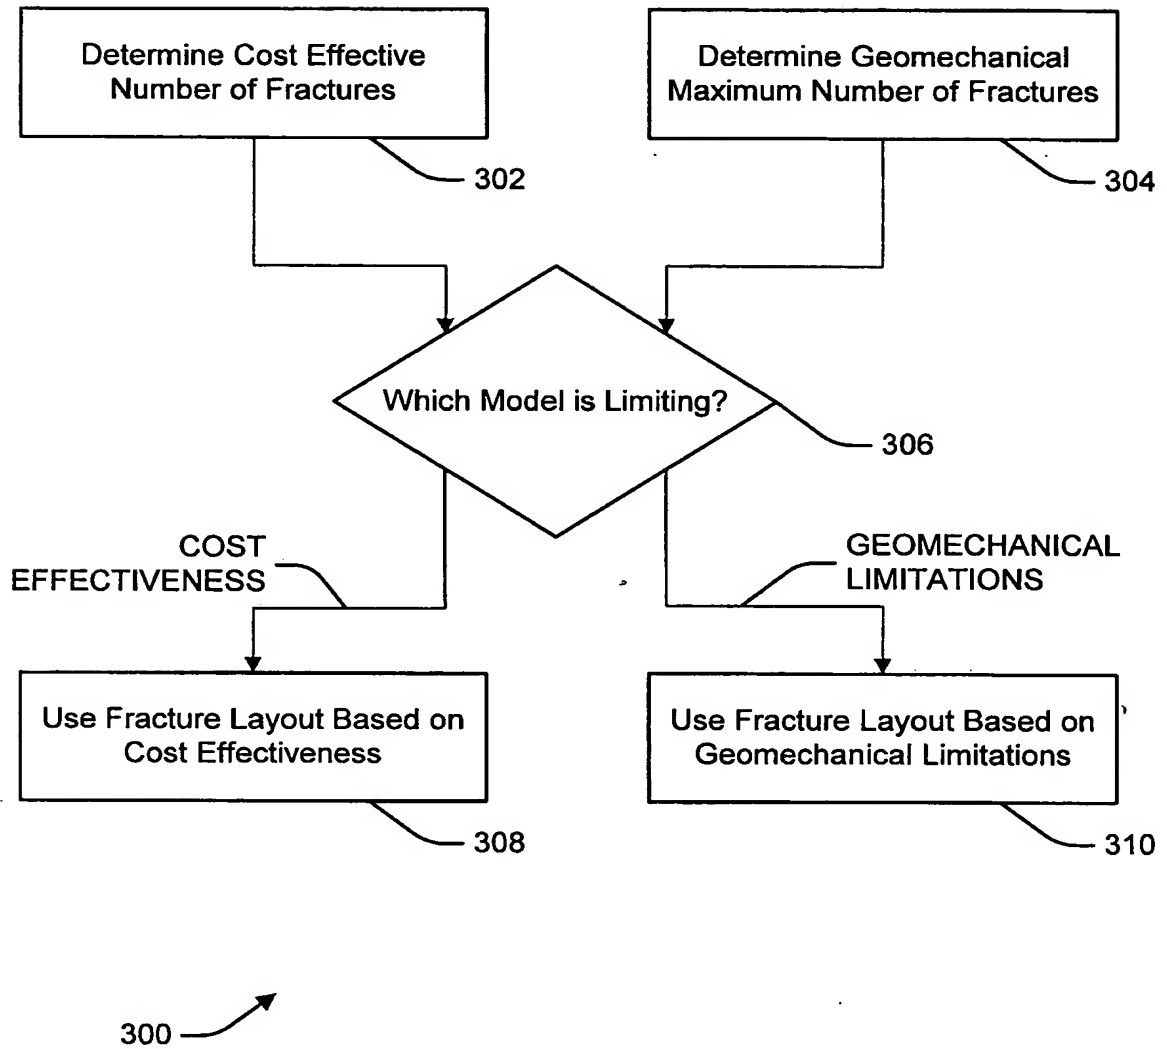 Determine Cost Effective
Number of Fractures
302
Determine Geomechanical
Maximum Number of Fractures
304
Which Model is Limiting?
306
COST
EFFECTIVENESS
GEOMECHANICAL
LIMITATIONS
Use Fracture Layout Based on
Cost Effectiveness
308
Use Fracture Layout Based on
Geomechanical Limitations
310
300